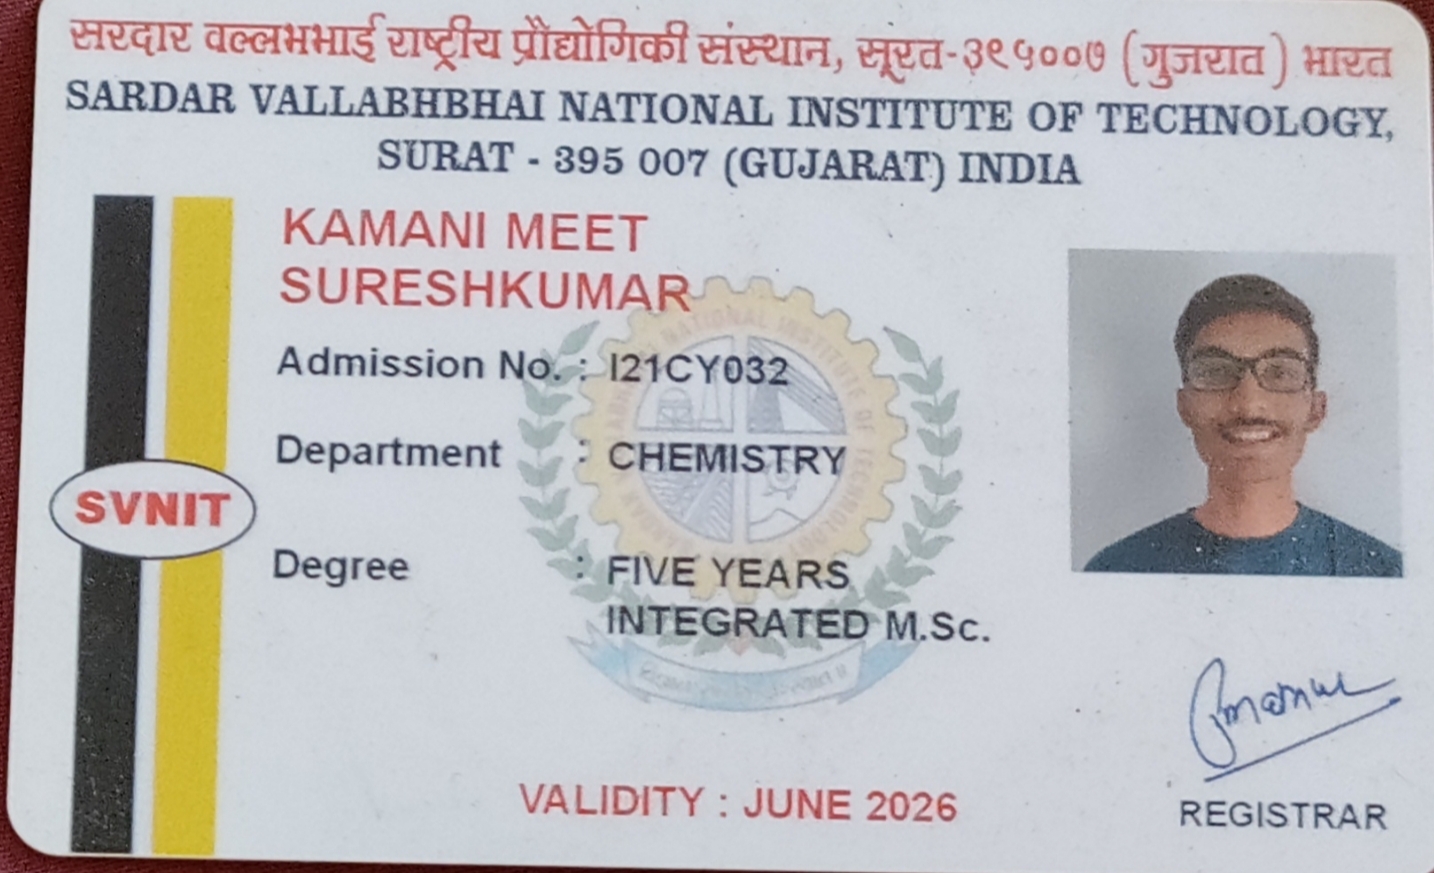 सरदार वल्लभभाई राष्ट्रीय प्रौद्योगिकी संस्थान, सूरत-३९५००७ (गुजरात) भारत
SARDAR VALLABHBHAI NATIONAL INSTITUTE OF TECHNOLOGY,
SURAT - 395 007 (GUJARAT) INDIA
KAMANI MEET
SURESHKUMAR
Admission No. : I21CY032
Department : CHEMISTRY
SVNIT
Degree : FIVE YEARS
INTEGRATED M.Sc.
VALIDITY : JUNE 2026
REGISTRAR